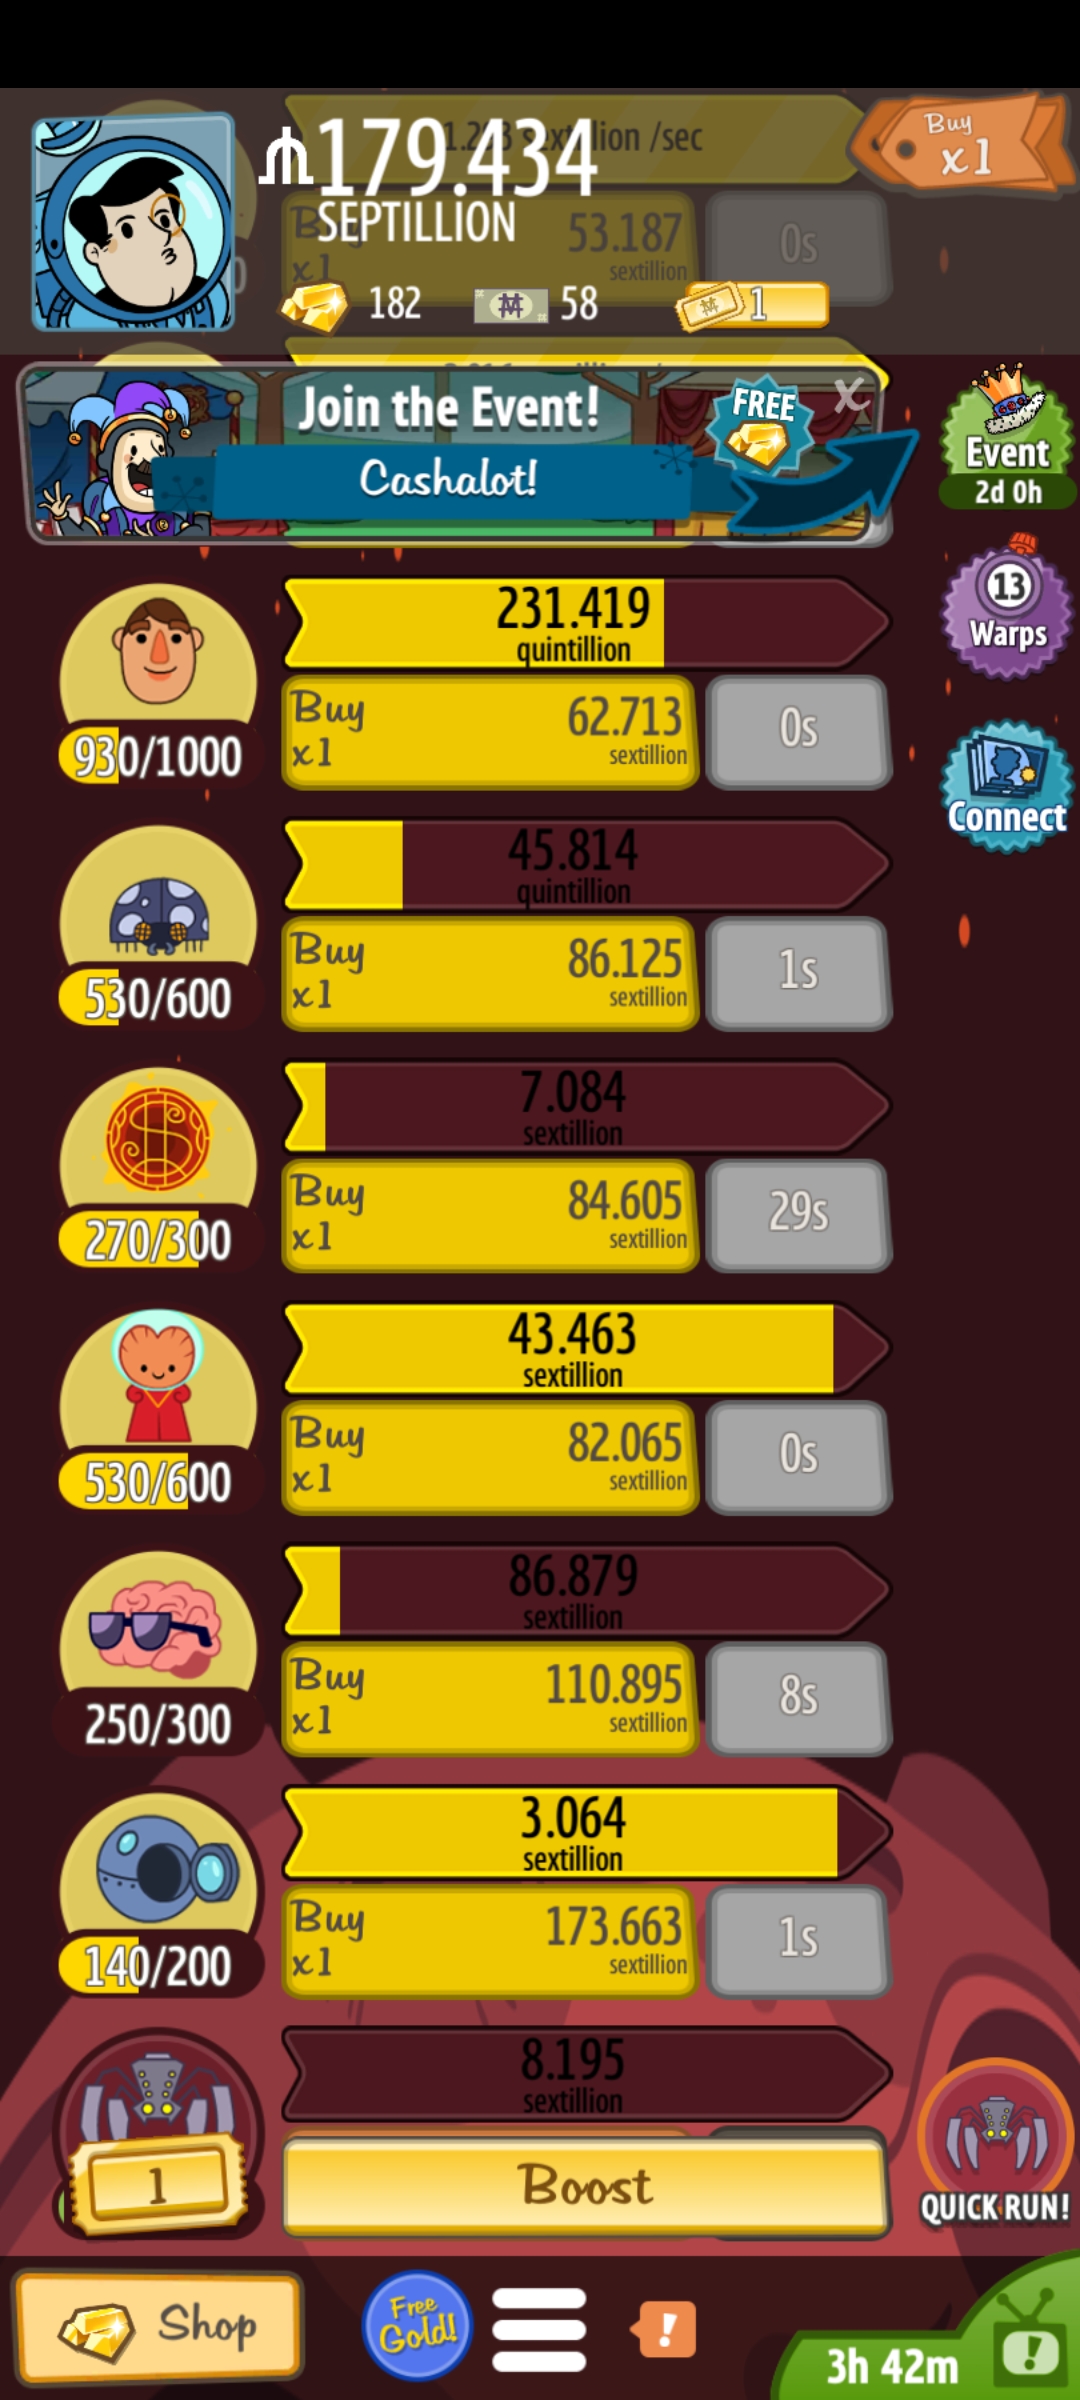 1.203 sextillion /sec
₼179.434
SEPTILLION
Buy
x1
Buy
x1
53.187
sextillion
0s
182
58
1
Join the Event!
Cashalot!
FREE
X
Event
2d 0h
13
Warps
Connect
231.419
quintillion
930/1000
Buy
x1
62.713
sextillion
0s
45.814
quintillion
530/600
Buy
x1
86.125
sextillion
1s
7.084
sextillion
270/300
Buy
x1
84.605
sextillion
29s
43.463
sextillion
530/600
Buy
x1
82.065
sextillion
0s
86.879
sextillion
250/300
Buy
x1
110.895
sextillion
8s
3.064
sextillion
140/200
Buy
x1
173.663
sextillion
1s
8.195
sextillion
1
Boost
QUICK RUN!
Shop
Free
Gold!
!
3h 42m
!